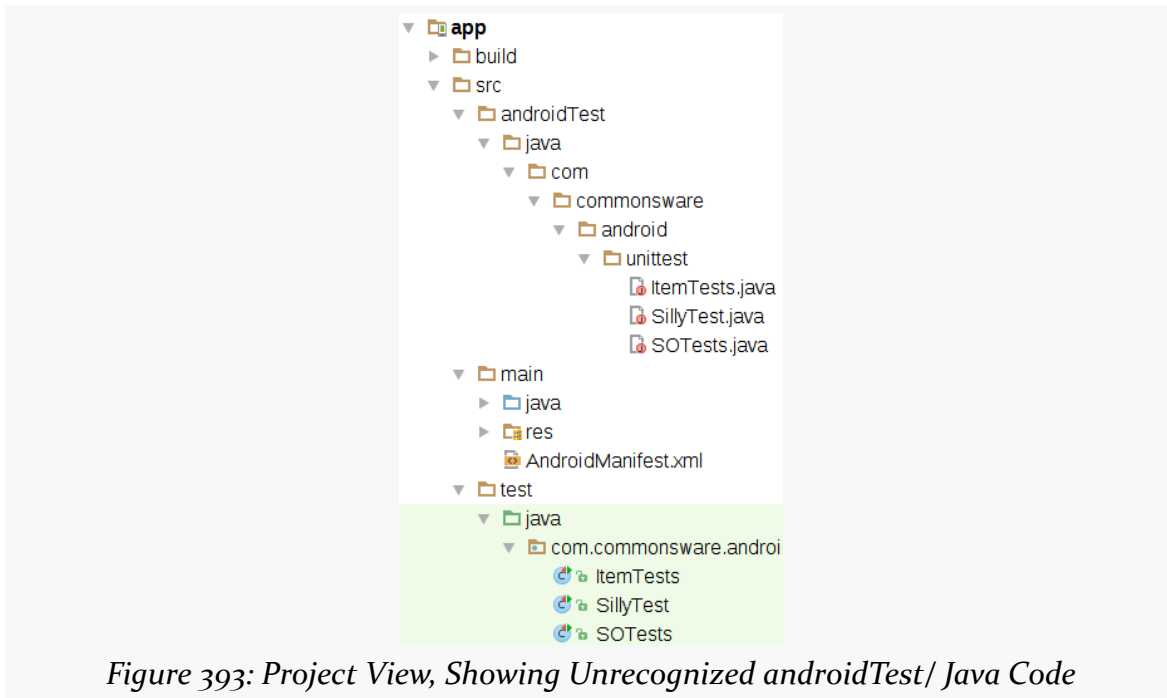 app
build
src
androidTest
java
com
commonsware
android
unittest
ItemTests.java
SillyTest.java
SOTests.java
main
java
res
AndroidManifest.xml
test
java
com.commonsware.androi
ItemTests
SillyTest
SOTests
Figure 393: Project View, Showing Unrecognized androidTest/ Java Code